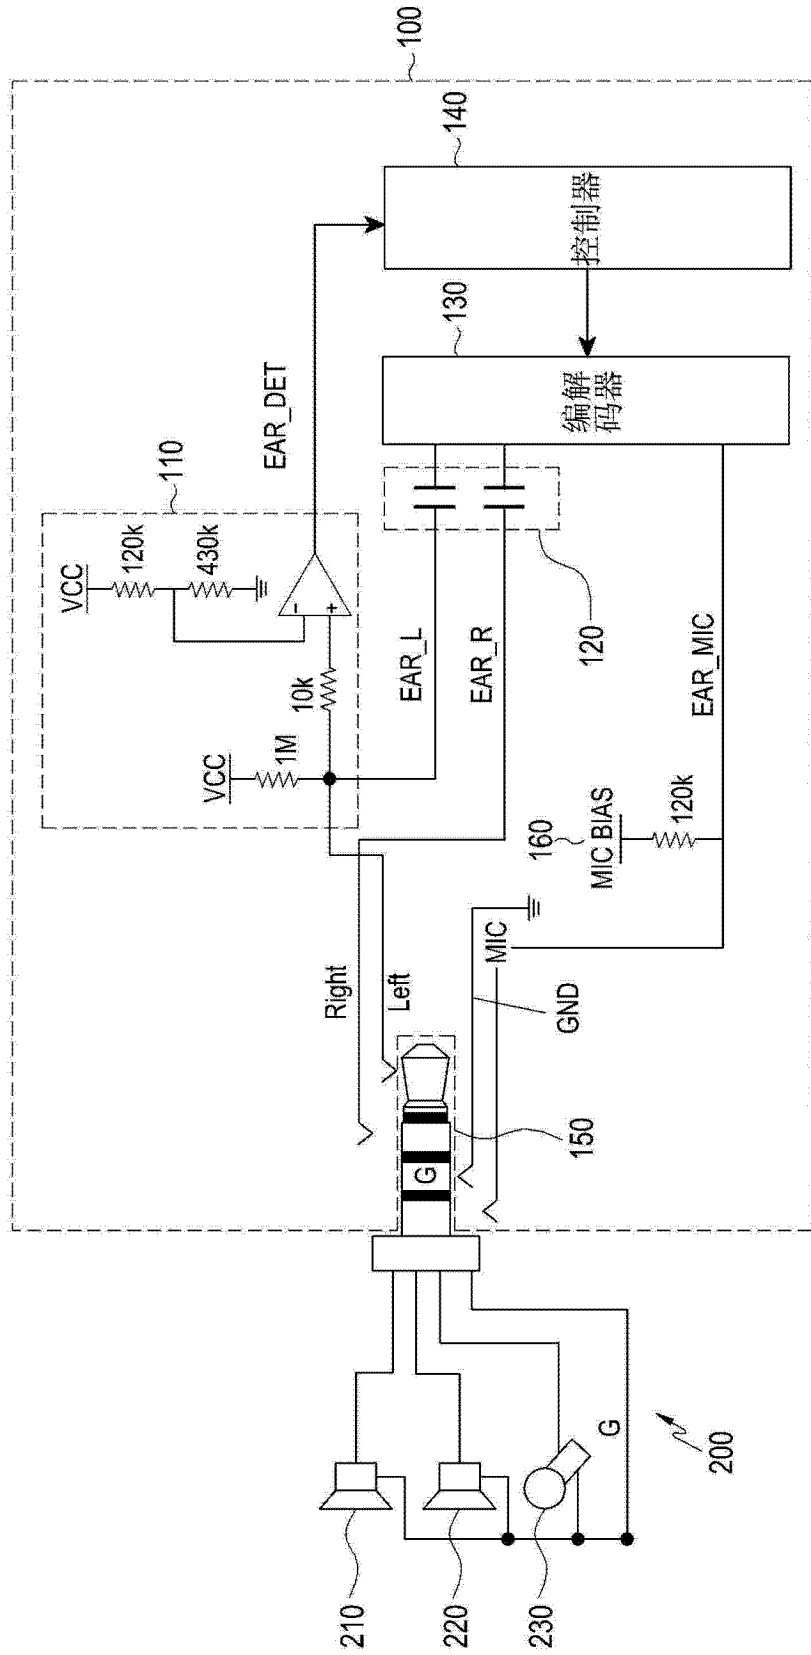 100
110
VCC
120k
430k
VCC
1M
10k
-
+
EAR_DET
140
控制器
130
编解
码器
Right
Left
EAR_L
EAR_R
120
G
150
GND
MIC
160
MIC BIAS
120k
EAR_MIC
210
220
230
G
200